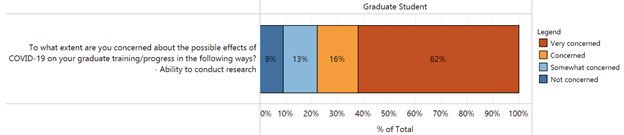 Graduate Student
To what extent are you concerned about the possible effects of
COVID-19 on your graduate training/progress in the following ways?
- Ability to conduct research
9%
13%
16%
62%
0% 10% 20% 30% 40% 50% 60% 70% 80% 90% 100%
% of Total
Legend
Very concerned
Concerned
Somewhat concerned
Not concerned